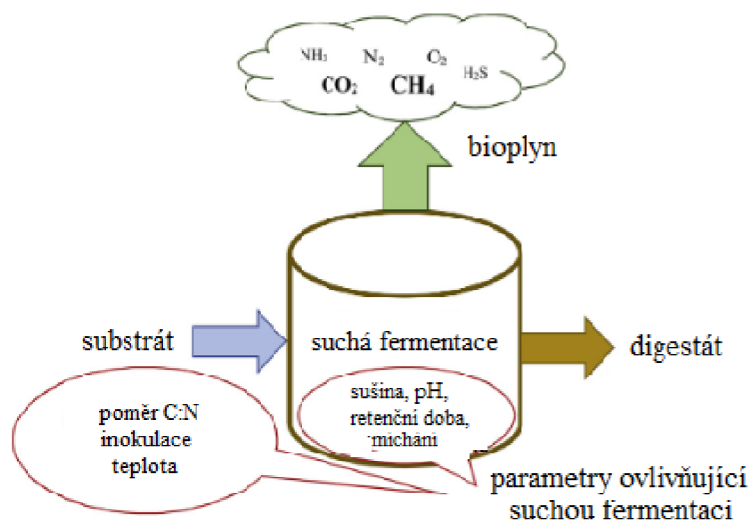 NH₃ N₂ O₂ H₂S
CO₂ CH₄
bioplyn
substrát
suchá fermentace
digestát
poměr C:N
inokulace
teplota
sušina, pH,
retenční doba,
míchání
parametry ovlivňující
suchou fermentaci